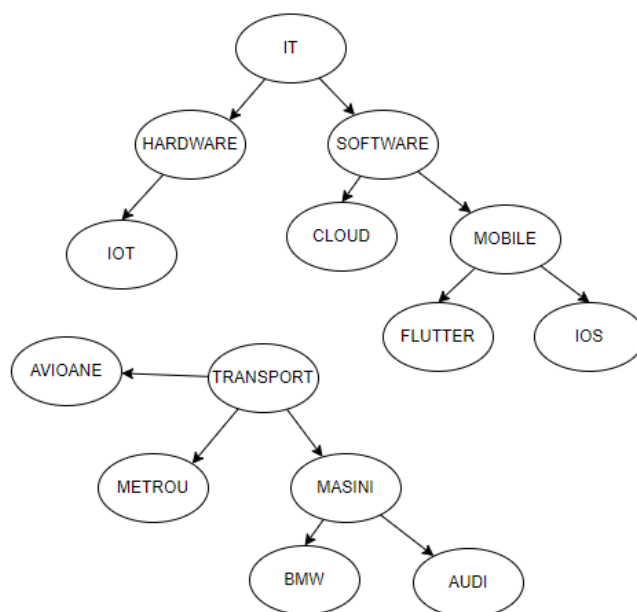 IT
HARDWARE
SOFTWARE
IOT
CLOUD
MOBILE
FLUTTER
IOS
AVIOANE
TRANSPORT
METROU
MASINI
BMW
AUDI